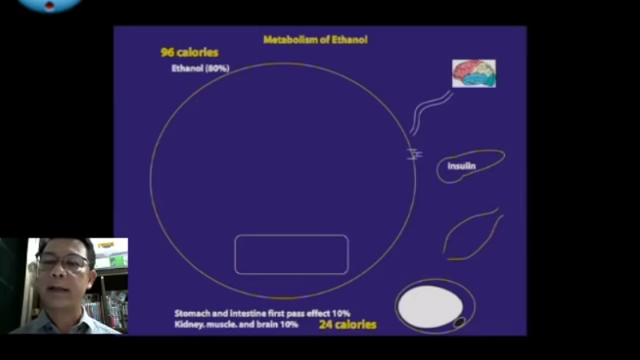 Metabolism of Ethanol
96 calories
Ethanol (80%)
Insulin
Stomach and intestine first pass effect 10%
Kidney, muscle, and brain 10% 24 calories